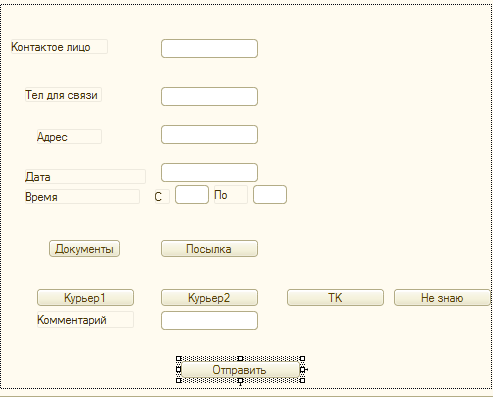 Контактое лицо
Тел для связи
Адрес
Дата
Время С По
Документы Посылка
Курьер1 Курьер2 ТК Не знаю
Комментарий
Отправить